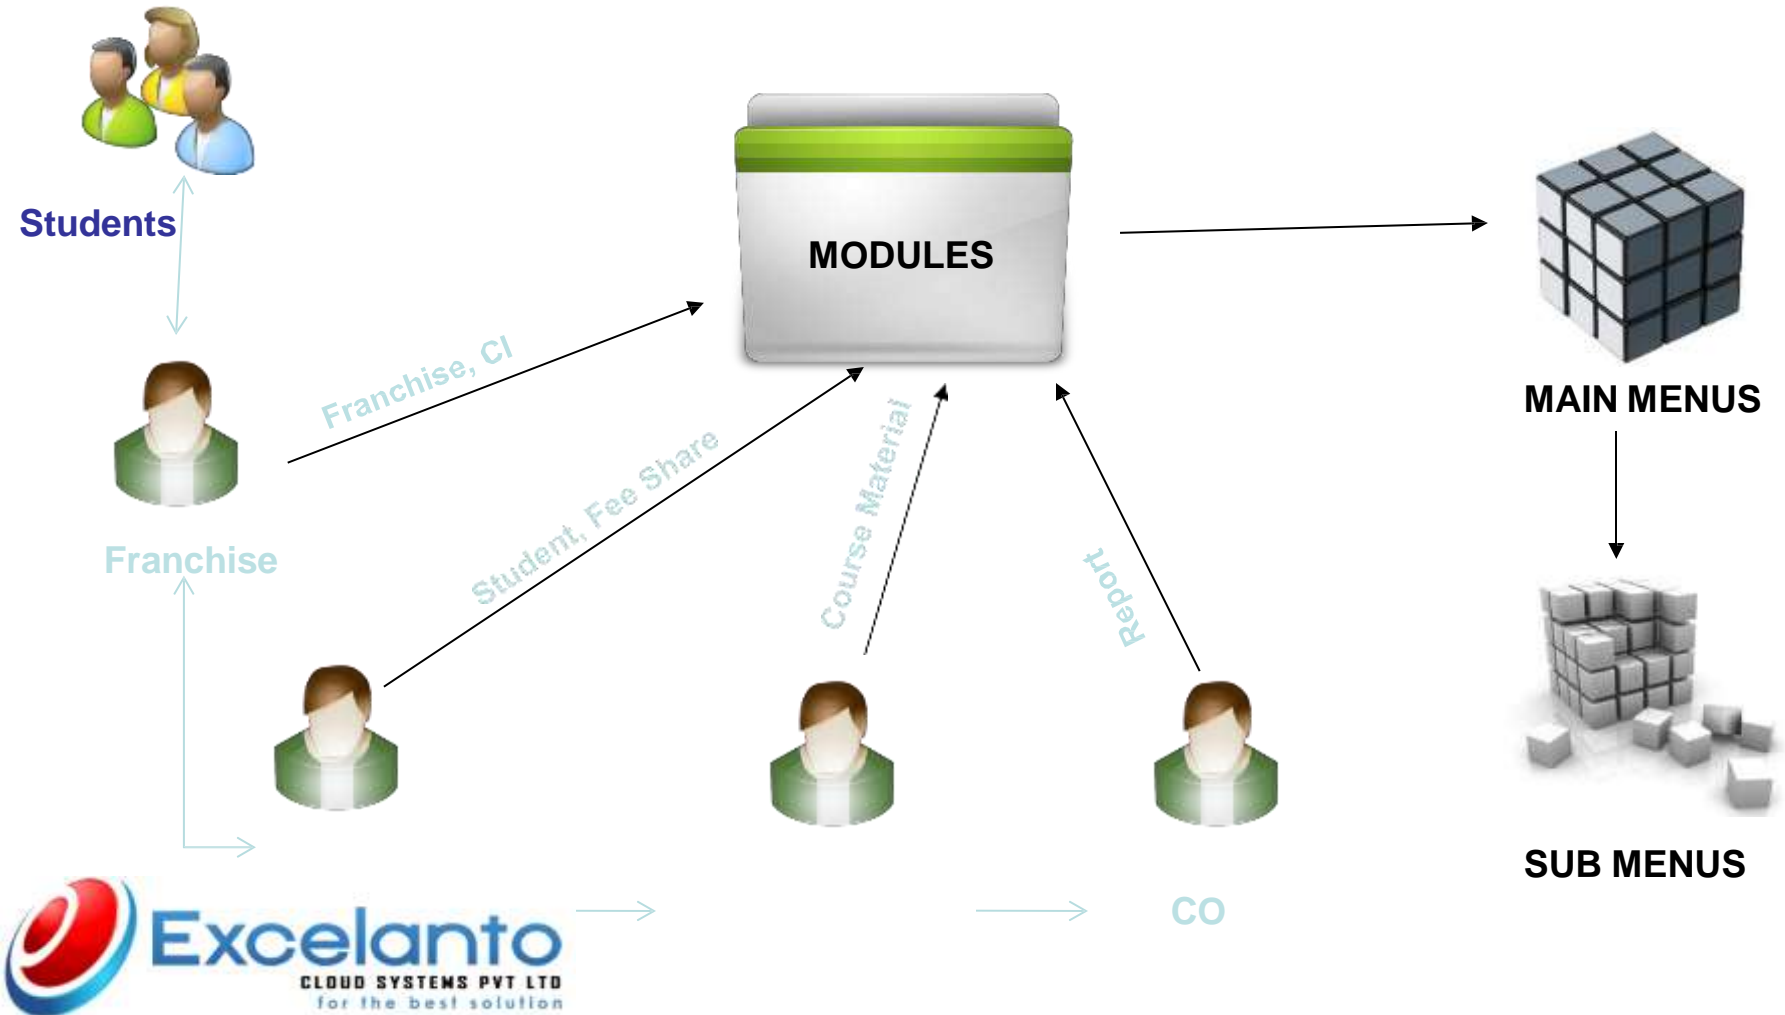 Students
MODULES
Franchise, CI
MAIN MENUS
Student, Fee Share
Course Material
Report
Franchise
SUB MENUS
CO
Excelanto
CLOUD SYSTEMS PVT LTD
for the best solution